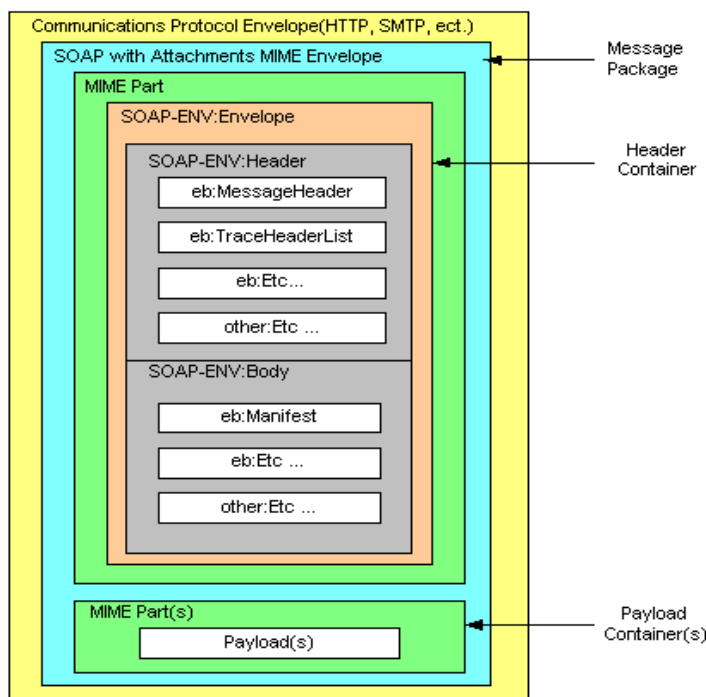 Communications Protocol Envelope(HTTP, SMTP, ect.)
SOAP with Attachments MIME Envelope
Message
Package
MIME Part
SOAP-ENV:Envelope
SOAP-ENV:Header
Header
Container
eb:MessageHeader
eb:TraceHeaderList
eb:Etc...
other:Etc ...
SOAP-ENV:Body
eb:Manifest
eb:Etc ...
other:Etc ...
MIME Part(s)
Payload(s)
Payload
Container(s)